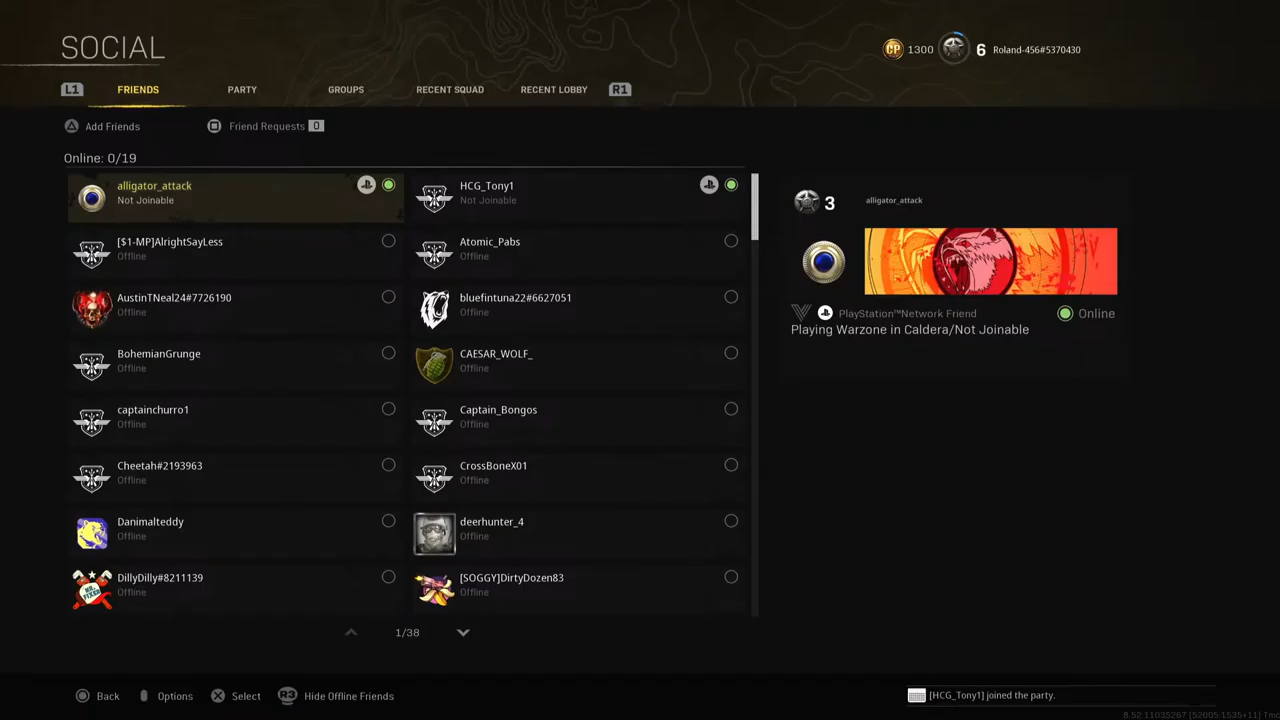 SOCIAL
CP 1300 6 Roland-456#5370430
L1 FRIENDS PARTY GROUPS RECENT SQUAD RECENT LOBBY R1
Add Friends Friend Requests 0
Online: 0/19
alligator_attack
Not Joinable
HCG_Tony1
Not Joinable
[$1-MP]AlrightSayLess
Offline
Atomic_Pabs
Offline
AustinTNeal24#7726190
Offline
bluefintuna22#6627051
Offline
BohemianGrunge
Offline
CAESAR_WOLF_
Offline
captainchurro1
Offline
Captain_Bongos
Offline
Cheetah#2193963
Offline
CrossBoneX01
Offline
Danimalteddy
Offline
deerhunter_4
Offline
MR. FIXER
DillyDilly#8211139
Offline
[SOGGY]DirtyDozen83
Offline
1/38
3 alligator_attack
PlayStation™Network Friend Online
Playing Warzone in Caldera/Not Joinable
Back Options Select R3 Hide Offline Friends
[HCG_Tony1] joined the party.